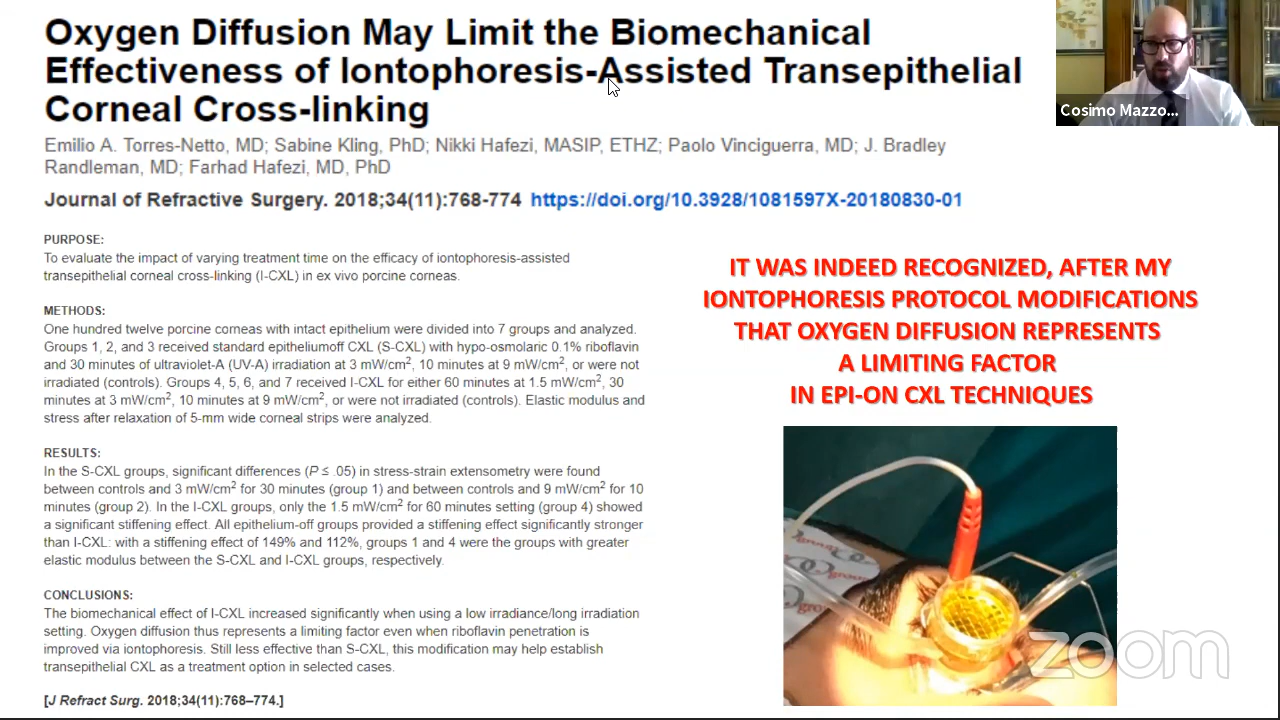 Oxygen Diffusion May Limit the Biomechanical
Effectiveness of Iontophoresis-Assisted Transepithelial
Corneal Cross-linking
Emilio A. Torres-Netto, MD; Sabine Kling, PhD; Nikki Hafezi, MASIP, ETHZ; Paolo Vinciguerra, MD; J. Bradley
Randleman, MD; Farhad Hafezi, MD, PhD
Journal of Refractive Surgery. 2018;34(11):768-774 https://doi.org/10.3928/1081597X-20180830-01
Cosimo Mazzo...
PURPOSE:
To evaluate the impact of varying treatment time on the efficacy of iontophoresis-assisted
transepithelial corneal cross-linking (I-CXL) in ex vivo porcine corneas.
METHODS:
One hundred twelve porcine corneas with intact epithelium were divided into 7 groups and analyzed.
Groups 1, 2, and 3 received standard epitheliumoff CXL (S-CXL) with hypo-osmolaric 0.1% riboflavin
and 30 minutes of ultraviolet-A (UV-A) irradiation at 3 mW/cm², 10 minutes at 9 mW/cm², or were not
irradiated (controls). Groups 4, 5, 6, and 7 received I-CXL for either 60 minutes at 1.5 mW/cm², 30
minutes at 3 mW/cm², 10 minutes at 9 mW/cm², or were not irradiated (controls). Elastic modulus and
stress after relaxation of 5-mm wide corneal strips were analyzed.
RESULTS:
In the S-CXL groups, significant differences (P ≤ .05) in stress-strain extensometry were found
between controls and 3 mW/cm² for 30 minutes (group 1) and between controls and 9 mW/cm² for 10
minutes (group 2). In the I-CXL groups, only the 1.5 mW/cm² for 60 minutes setting (group 4) showed
a significant stiffening effect. All epithelium-off groups provided a stiffening effect significantly stronger
than I-CXL: with a stiffening effect of 149% and 112%, groups 1 and 4 were the groups with greater
elastic modulus between the S-CXL and I-CXL groups, respectively.
CONCLUSIONS:
The biomechanical effect of I-CXL increased significantly when using a low irradiance/long irradiation
setting. Oxygen diffusion thus represents a limiting factor even when riboflavin penetration is
improved via iontophoresis. Still less effective than S-CXL, this modification may help establish
transepithelial CXL as a treatment option in selected cases.
[J Refract Surg. 2018;34(11):768–774.]
IT WAS INDEED RECOGNIZED, AFTER MY
IONTOPHORESIS PROTOCOL MODIFICATIONS
THAT OXYGEN DIFFUSION REPRESENTS
A LIMITING FACTOR
IN EPI-ON CXL TECHNIQUES
zoom